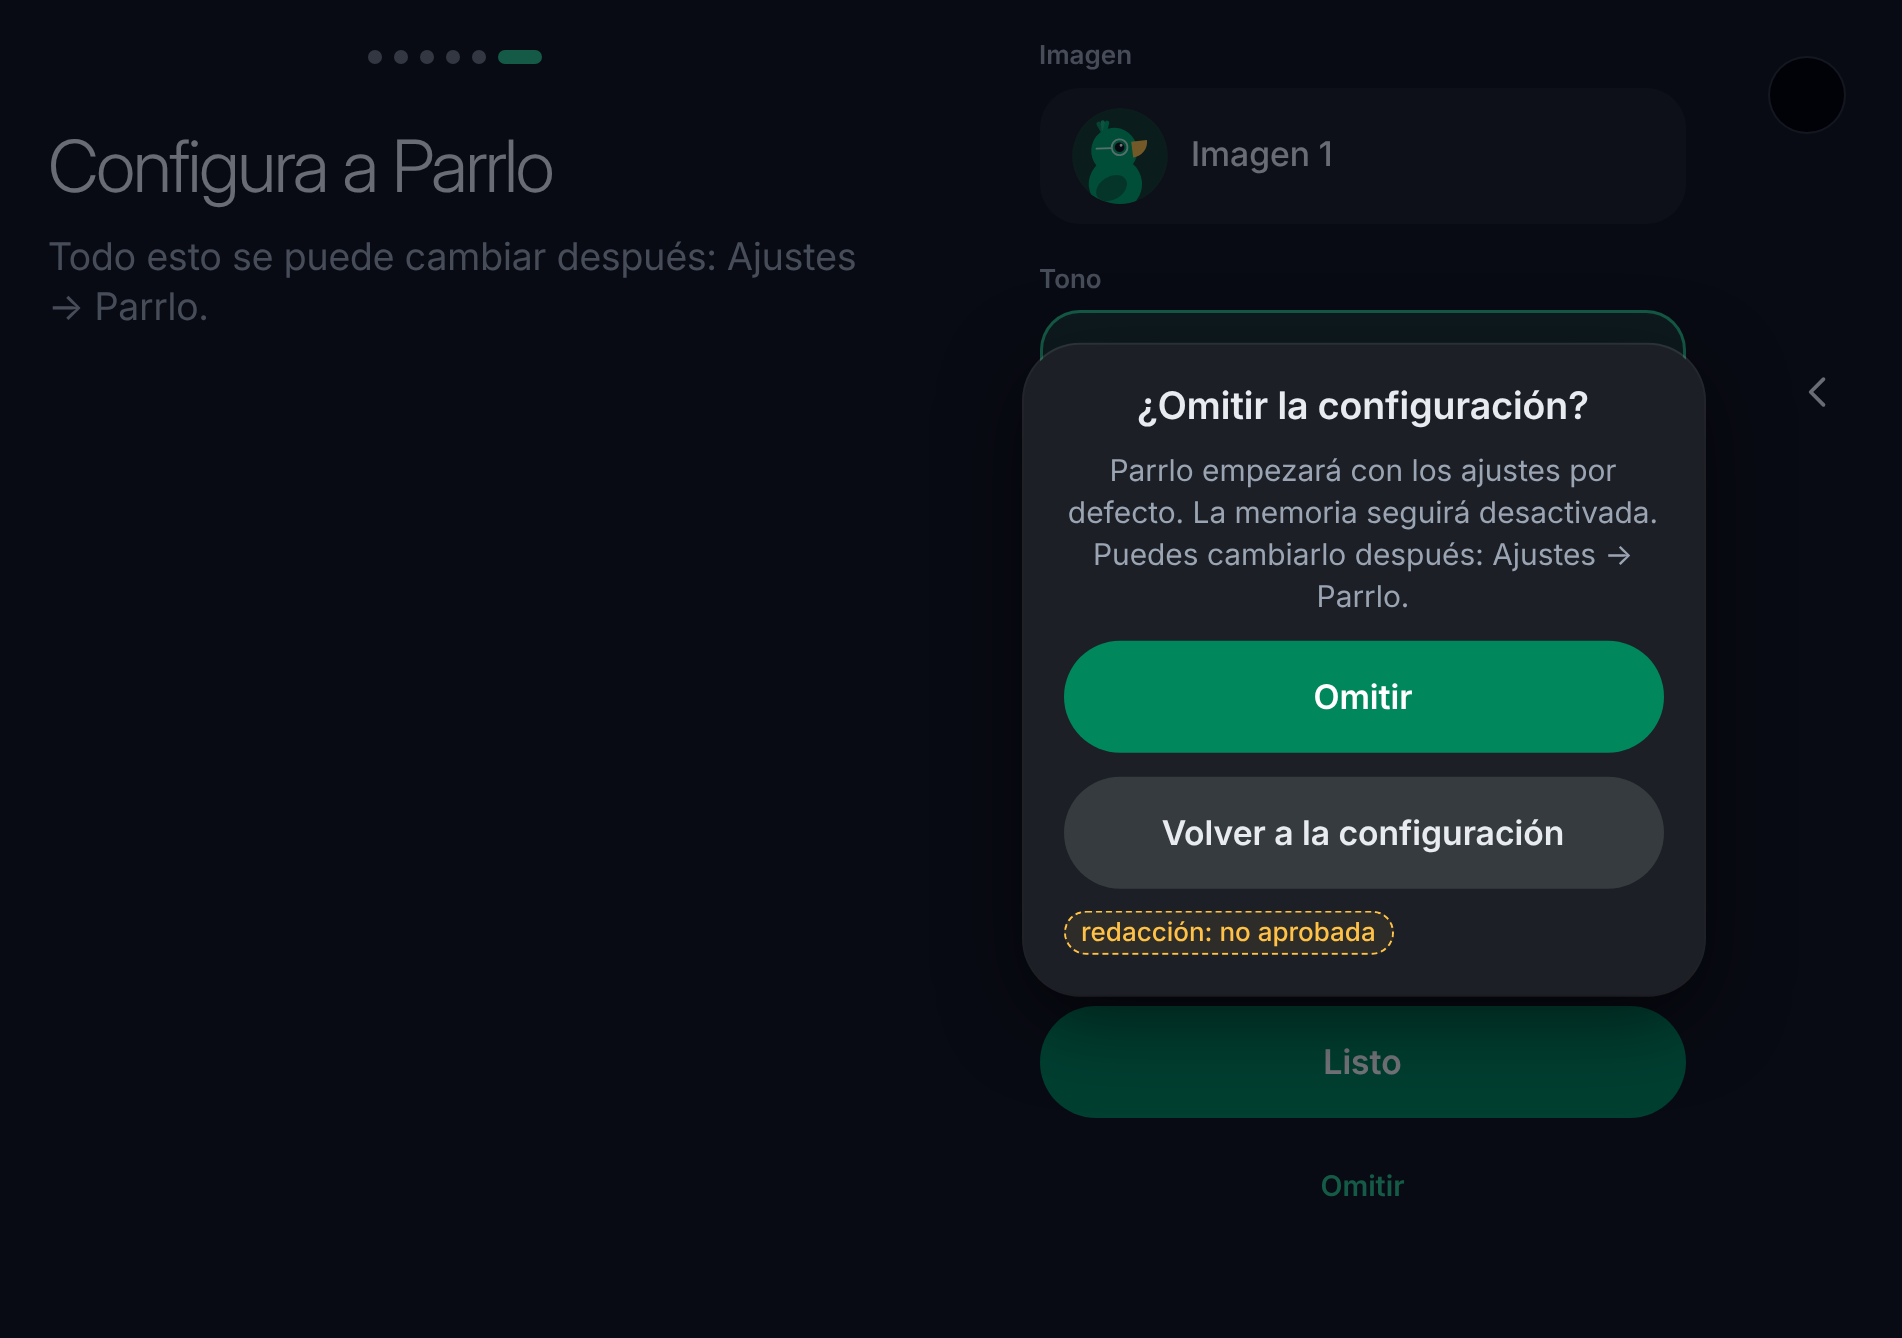 Configura a Parrlo
Todo esto se puede cambiar después: Ajustes
→ Parrlo.
Imagen
Imagen 1
Tono
¿Omitir la configuración?
Parrlo empezará con los ajustes por
defecto. La memoria seguirá desactivada.
Puedes cambiarlo después: Ajustes →
Parrlo.
Omitir
Volver a la configuración
redacción: no aprobada
Listo
Omitir